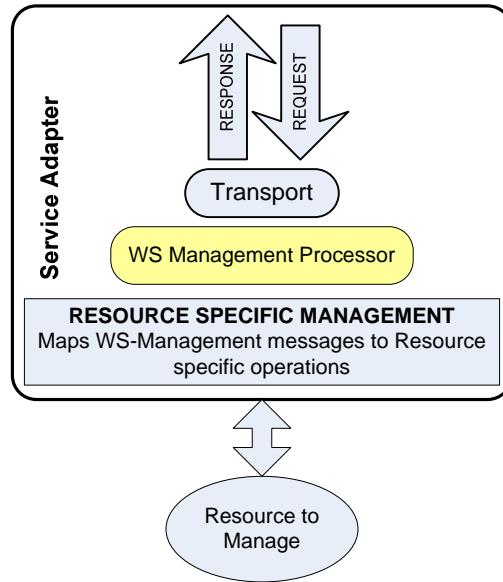 RESPONSE
REQUEST
Service Adapter
Transport
WS Management Processor
RESOURCE SPECIFIC MANAGEMENT
Maps WS-Management messages to Resource
specific operations
Resource to
Manage